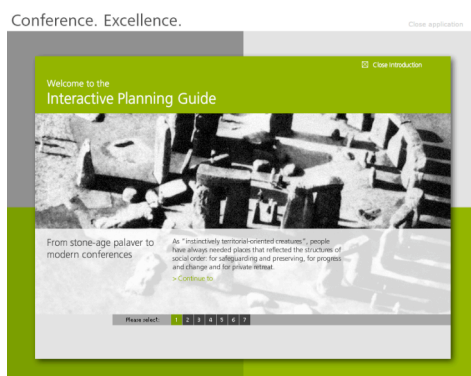 Conference. Excellence.
Close application
Close Introduction
Welcome to the
Interactive Planning Guide
From stone-age palaver to
modern conferences
As "instinctively territorial-oriented creatures", people
have always needed places that reflected the structures of
social order: for safeguarding and preserving, for progress
and change and for private retreat.
> Continue to
Please select: 1 2 3 4 5 6 7